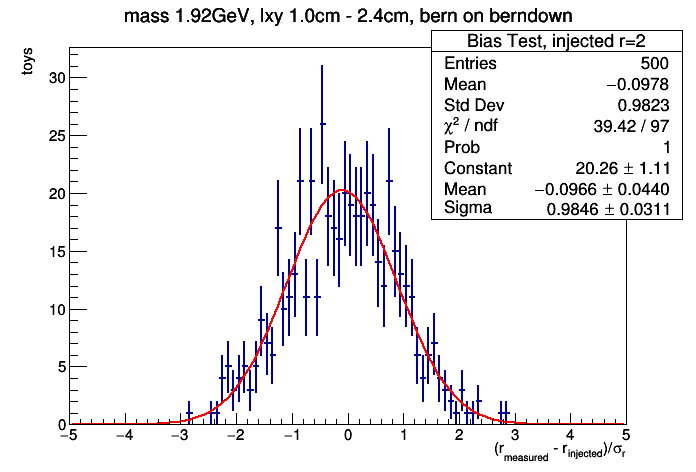 mass 1.92GeV, lxy 1.0cm - 2.4cm, bern on berndown
toys
Bias Test, injected r=2
Entries 500
Mean −0.0978
Std Dev 0.9823
χ² / ndf 39.42 / 97
Prob 1
Constant 20.26 ± 1.11
Mean −0.0966 ± 0.0440
Sigma 0.9846 ± 0.0311
30
25
20
15
10
5
0
−5 −4 −3 −2 −1 0 1 2 3 4 5
(r_measured - r_injected)/σ_r